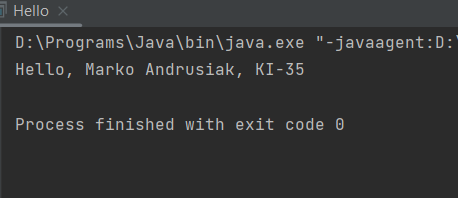 Hello
D:\Programs\Java\bin\java.exe "-javaagent:D:\
Hello, Marko Andrusiak, KI-35
Process finished with exit code 0